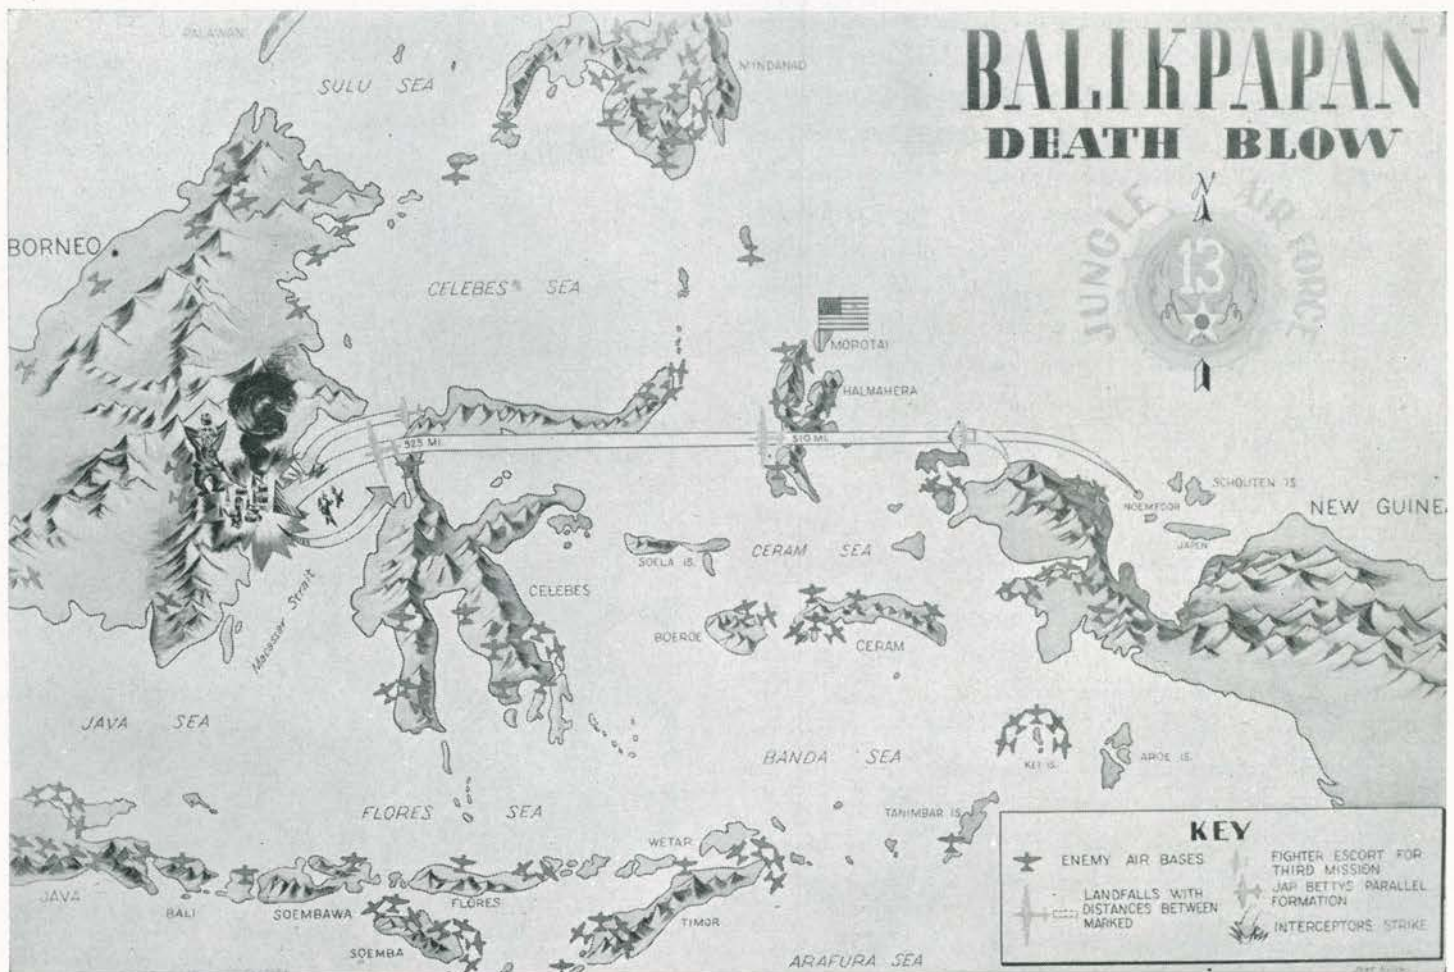 PALAWAN
SULU SEA
MINDANAO
BALIKPAPAN
DEATH BLOW
N
JUNGLE AIR FORCE
13
BORNEO
CELEBES SEA
MOROTAI
HALMAHERA
525 MI.
510 MI.
SCHOUTEN IS.
NOEMFOOR
NEW GUINE
JAPEN
SOELA IS.
CERAM SEA
Macassar Strait
CELEBES
BOEROE
CERAM
JAVA SEA
BANDA SEA
KEI IS.
AROE IS.
FLORES SEA
TANIMBAR IS.
WETAR
JAVA
BALI
SOEMBAWA
FLORES
TIMOR
SOEMBA
ARAFURA SEA
KEY
ENEMY AIR BASES
LANDFALLS WITH
DISTANCES BETWEEN
MARKED
FIGHTER ESCORT FOR
THIRD MISSION
JAP BETTYS PARALLEL
FORMATION
INTERCEPTORS STRIKE